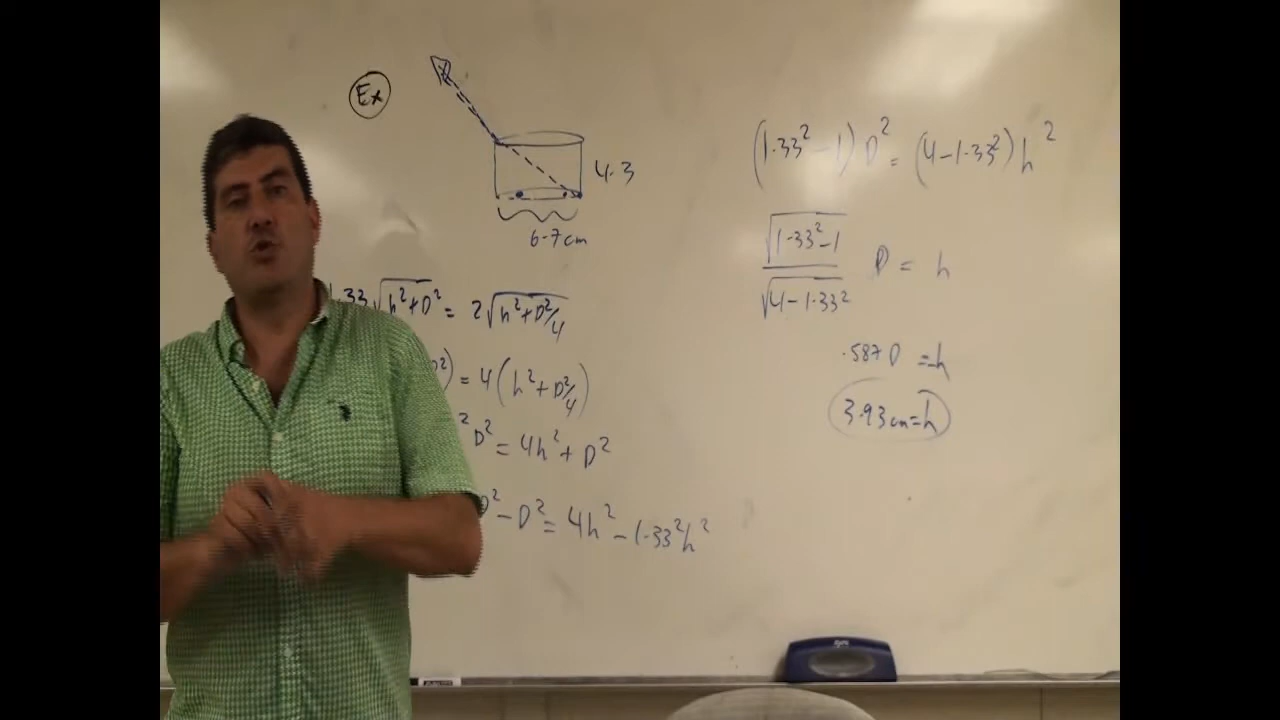 Ex
4.3
6.7cm
1.33 √(h² + D²) = 2 √(h² + D²/4)
D²) = 4 (h² + D²/4)
²D² = 4h² + D²
D² - D² = 4h² - 1.33²h²
(1.33² - 1) D² = (4 - 1.33²) h²
√(1.33² - 1) / √(4 - 1.33²) D = h
.587 D = h
3.93cm = h